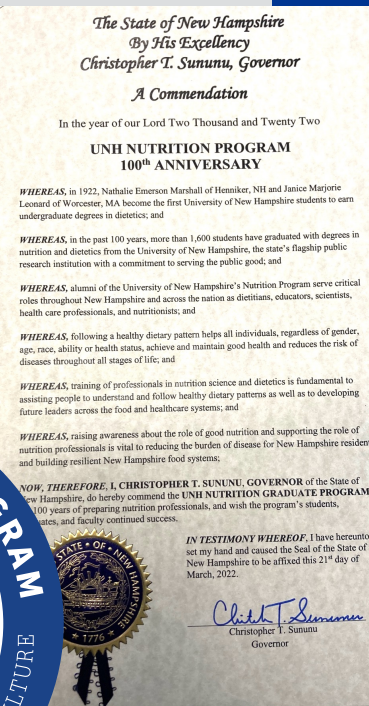 The State of New Hampshire
By His Excellency
Christopher T. Sununu, Governor
A Commendation
In the year of our Lord Two Thousand and Twenty Two
UNH NUTRITION PROGRAM
100th ANNIVERSARY
WHEREAS, in 1922, Nathalie Emerson Marshall of Henniker, NH and Janice Marjorie
Leonard of Worcester, MA become the first University of New Hampshire students to earn
undergraduate degrees in dietetics; and
WHEREAS, in the past 100 years, more than 1,600 students have graduated with degrees in
nutrition and dietetics from the University of New Hampshire, the state's flagship public
research institution with a commitment to serving the public good; and
WHEREAS, alumni of the University of New Hampshire's Nutrition Program serve critical
roles throughout New Hampshire and across the nation as dietitians, educators, scientists,
health care professionals, and nutritionists; and
WHEREAS, following a healthy dietary pattern helps all individuals, regardless of gender,
age, race, ability or health status, achieve and maintain good health and reduces the risk of
diseases throughout all stages of life; and
WHEREAS, training of professionals in nutrition science and dietetics is fundamental to
assisting people to understand and follow healthy dietary patterns as well as to developing
future leaders across the food and healthcare systems; and
WHEREAS, raising awareness about the role of good nutrition and supporting the role of
nutrition professionals is vital to reducing the burden of disease for New Hampshire resident
and building resilient New Hampshire food systems;
NOW, THEREFORE, I, CHRISTOPHER T. SUNUNU, GOVERNOR of the State of
ew Hampshire, do hereby commend the UNH NUTRITION GRADUATE PROGRAM
100 years of preparing nutrition professionals, and wish the program's students,
ates, and faculty continued success.
IN TESTIMONY WHEREOF, I have hereunto
set my hand and caused the Seal of the State of
New Hampshire to be affixed this 21st day of
March, 2022.
Christopher T. Sununu
Governor
STATE • OF • NEW HAMPSHIRE
1776
GRAM
LTURE